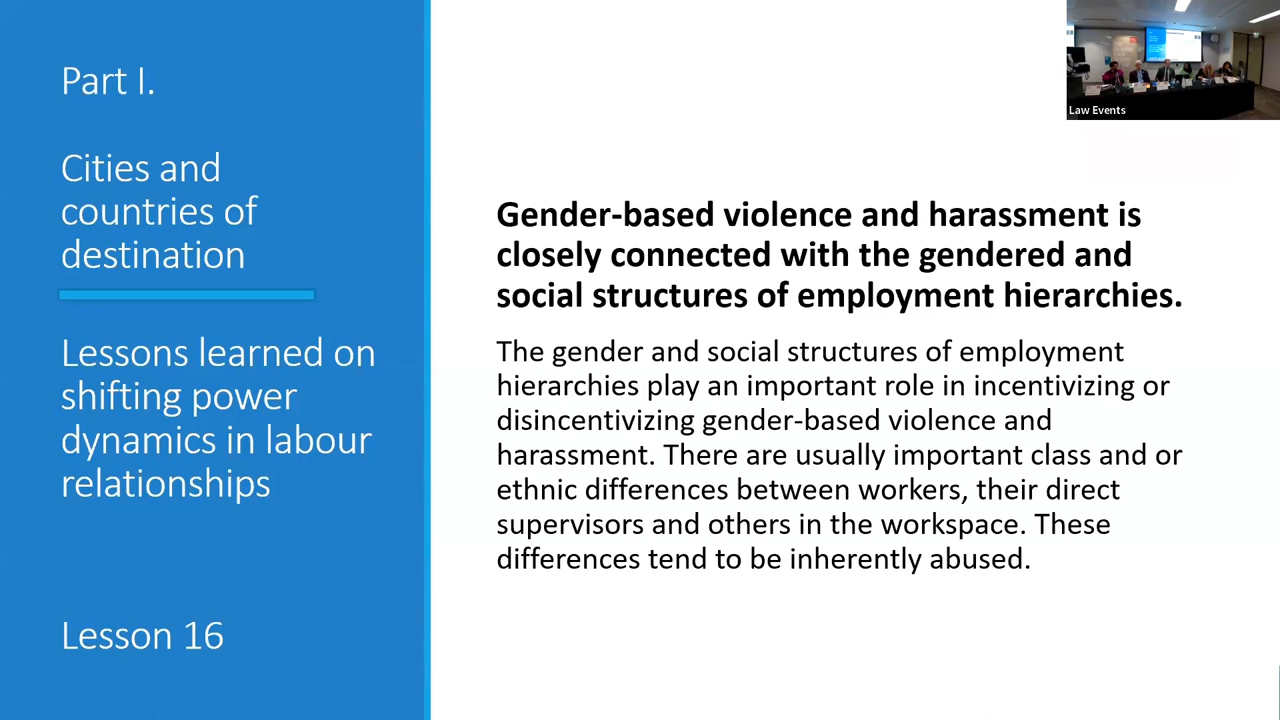 Part I.
Cities and
countries of
destination
Lessons learned on
shifting power
dynamics in labour
relationships
Lesson 16
Gender-based violence and harassment is
closely connected with the gendered and
social structures of employment hierarchies.
The gender and social structures of employment
hierarchies play an important role in incentivizing or
disincentivizing gender-based violence and
harassment. There are usually important class and or
ethnic differences between workers, their direct
supervisors and others in the workspace. These
differences tend to be inherently abused.
Law Events